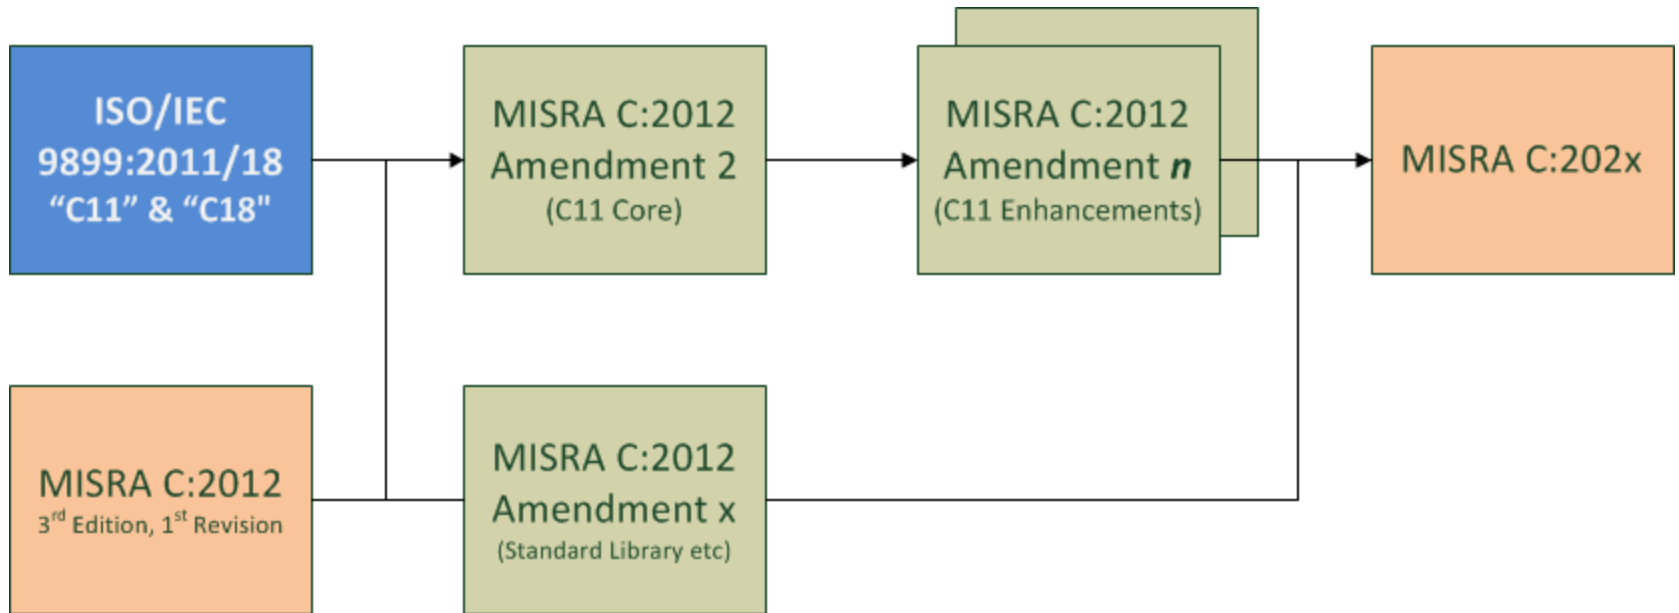 ISO/IEC
9899:2011/18
“C11” & “C18"
MISRA C:2012
Amendment 2
(C11 Core)
MISRA C:2012
Amendment n
(C11 Enhancements)
MISRA C:202x
MISRA C:2012
3rd Edition, 1st Revision
MISRA C:2012
Amendment x
(Standard Library etc)